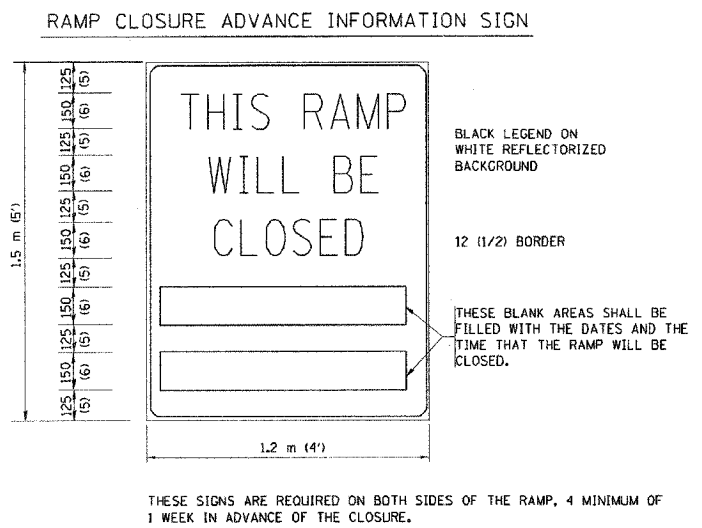 RAMP CLOSURE ADVANCE INFORMATION SIGN
125 (5)
150 (6)
125 (5)
150 (6)
125 (5)
150 (6)
125 (5)
150 (6)
125 (5)
150 (6)
125 (5)
1.5 m (5')
THIS RAMP
WILL BE
CLOSED
BLACK LEGEND ON
WHITE REFLECTORIZED
BACKGROUND
12 (1/2) BORDER
THESE BLANK AREAS SHALL BE
FILLED WITH THE DATES AND THE
TIME THAT THE RAMP WILL BE
CLOSED.
1.2 m (4')
THESE SIGNS ARE REQUIRED ON BOTH SIDES OF THE RAMP, 4 MINIMUM OF
1 WEEK IN ADVANCE OF THE CLOSURE.